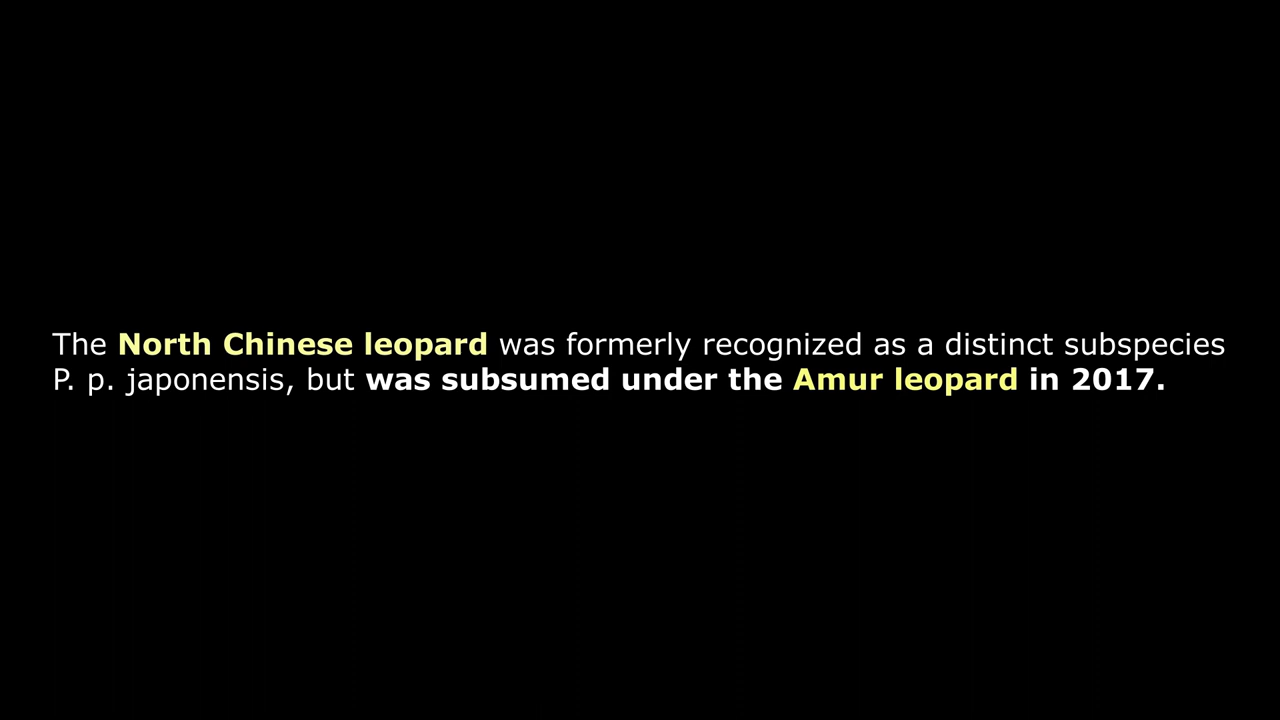 The North Chinese leopard was formerly recognized as a distinct subspecies
P. p. japonensis, but was subsumed under the Amur leopard in 2017.